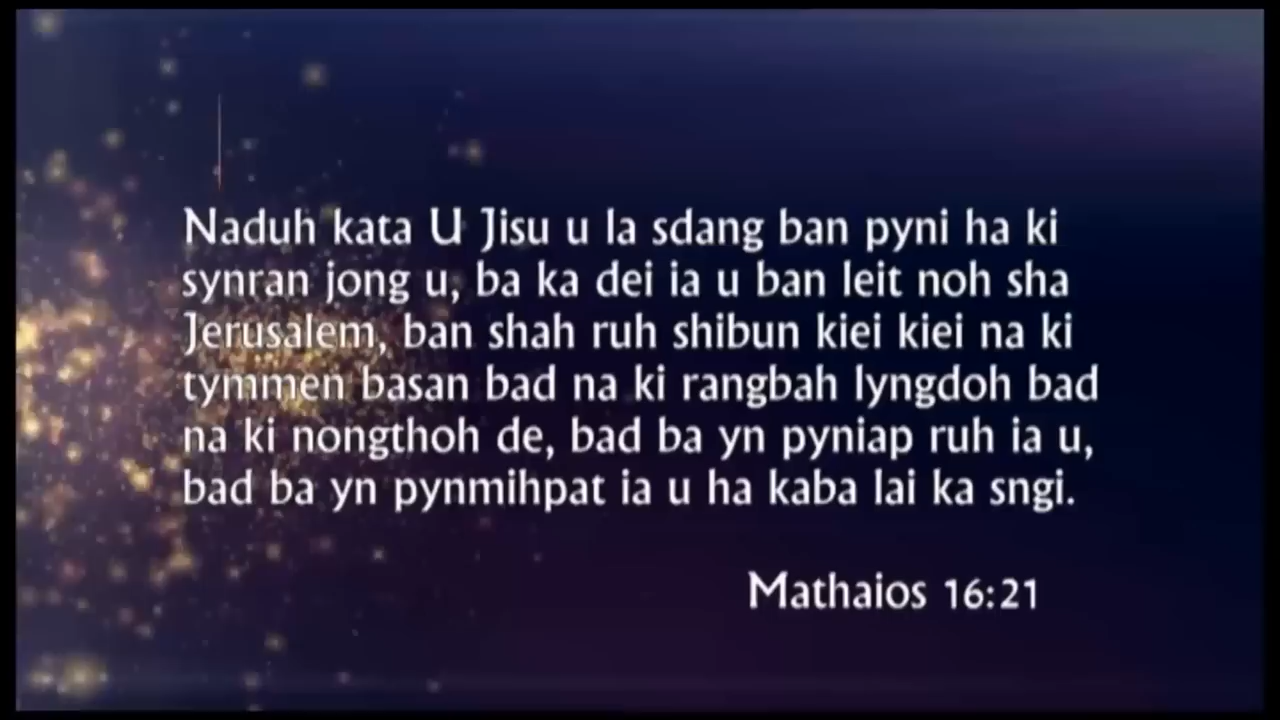 Naduh kata U Jisu u la sdang ban pyni ha ki
synran jong u, ba ka dei ia u ban leit noh sha
Jerusalem, ban shah ruh shibun kiei kiei na ki
tymmen basan bad na ki rangbah lyngdoh bad
na ki nongthoh de, bad ba yn pyniap ruh ia u,
bad ba yn pynmihpat ia u ha kaba lai ka sngi.
Mathaios 16:21